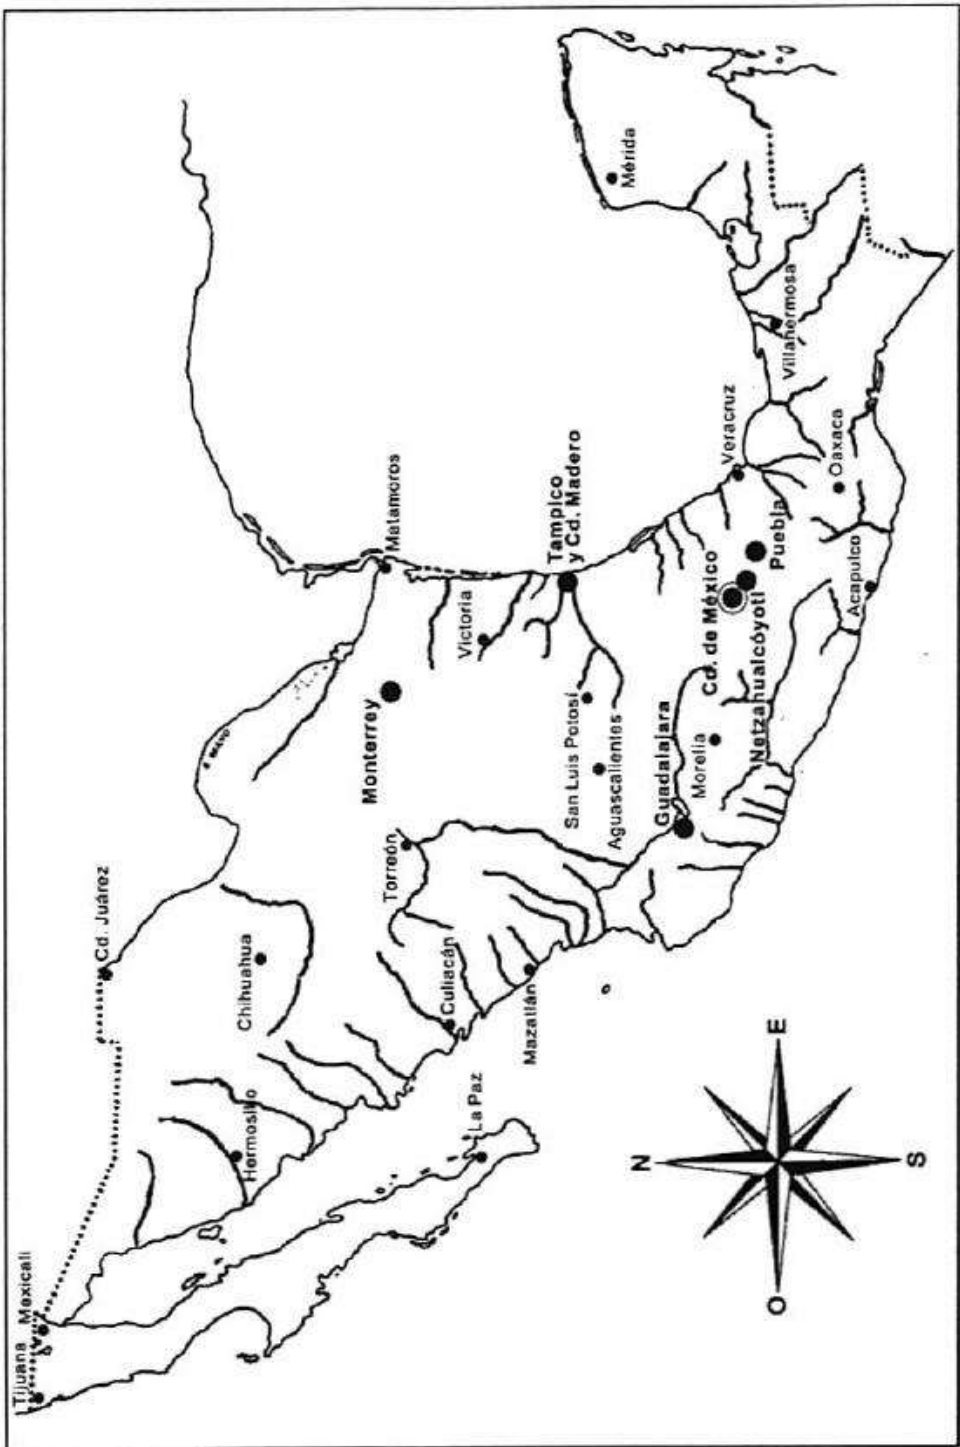 Tijuana
Mexicali
Cd. Juárez
Hermosillo
Chihuahua
Monterrey
Matamoros
Torreón
Culiacán
La Paz
Victoria
Mazatlán
Tampico
y Cd. Madero
San Luis Potosí
Aguascalientes
Mérida
Guadalajara
Morelia
Cd. de México
Netzahualcóyotl
Puebla
Veracruz
Villahermosa
Oaxaca
Acapulco
N
O
E
S